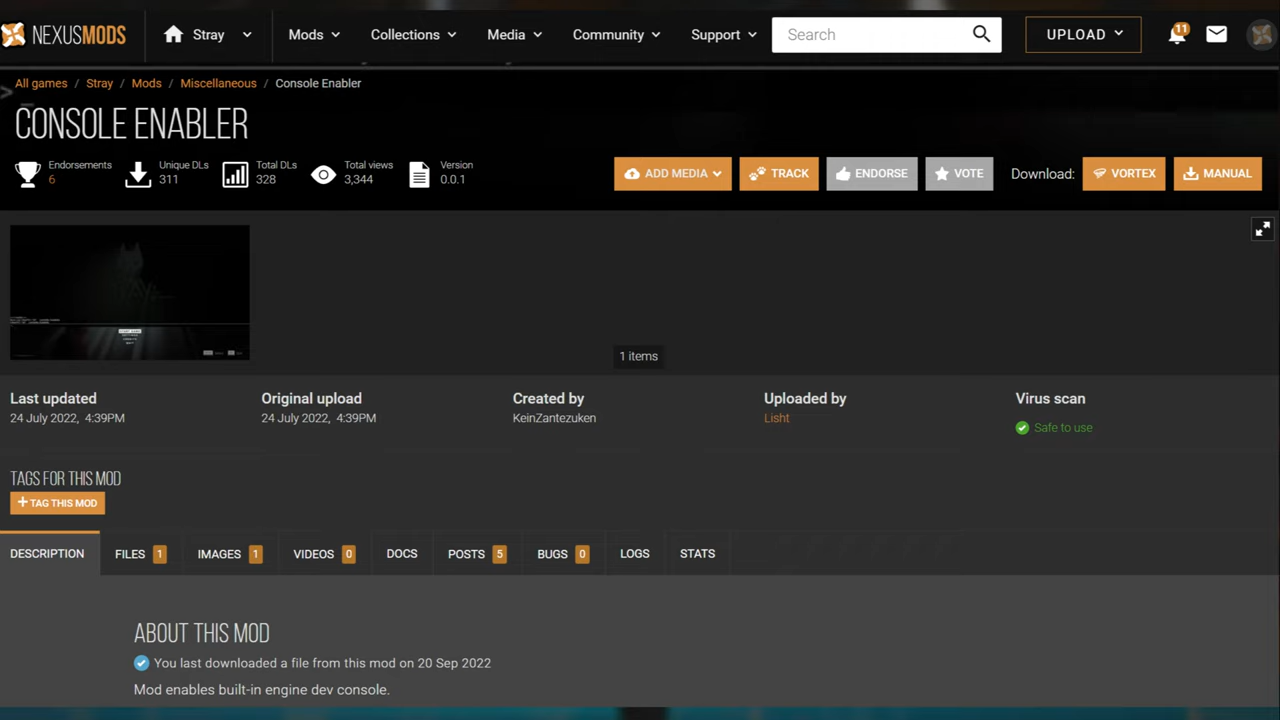 NEXUSMODS Stray Mods Collections Media Community Support Search UPLOAD 11
All games / Stray / Mods / Miscellaneous / Console Enabler
CONSOLE ENABLER
Endorsements Unique DLs Total DLs Total views Version
6 311 328 3,344 0.0.1
ADD MEDIA TRACK ENDORSE VOTE Download: VORTEX MANUAL
1 items
Last updated Original upload Created by Uploaded by Virus scan
24 July 2022, 4:39PM 24 July 2022, 4:39PM KeinZantezuken Lisht Safe to use
TAGS FOR THIS MOD
+ TAG THIS MOD
DESCRIPTION FILES 1 IMAGES 1 VIDEOS 0 DOCS POSTS 5 BUGS 0 LOGS STATS
ABOUT THIS MOD
You last downloaded a file from this mod on 20 Sep 2022
Mod enables built-in engine dev console.